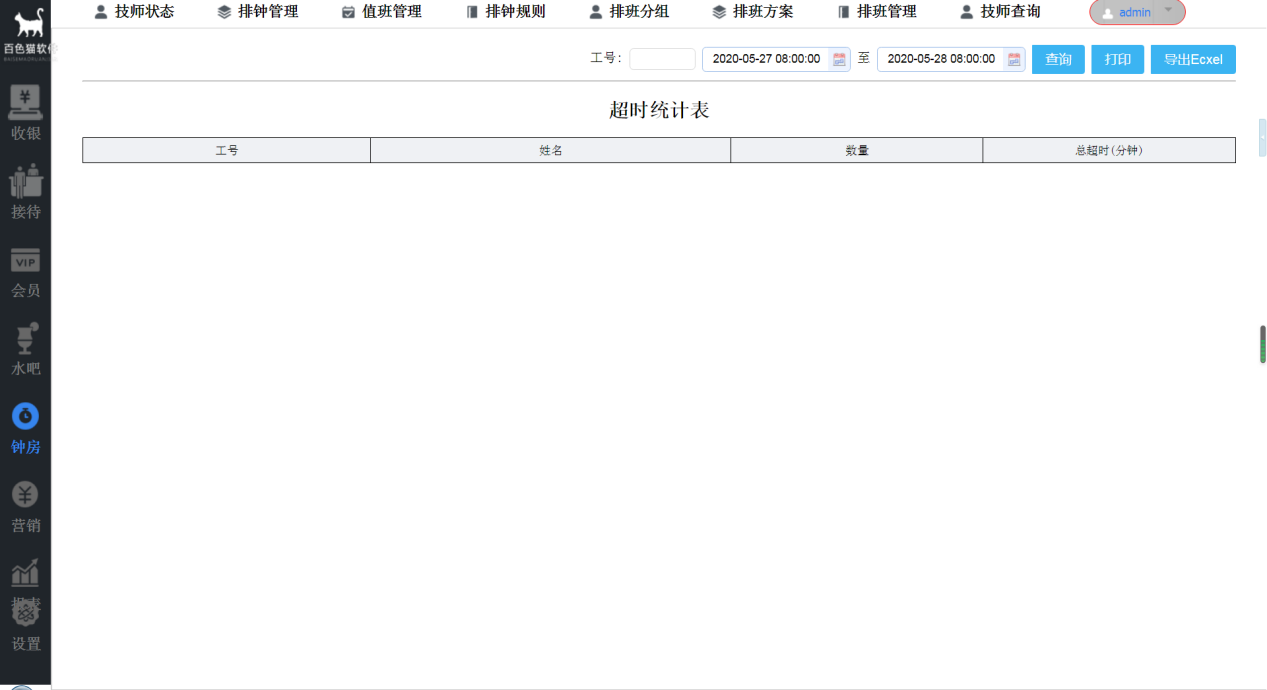 技师状态 排钟管理 值班管理 排钟规则 排班分组 排班方案 排班管理 技师查询 admin
百色猫软件
工号： 2020-05-27 08:00:00 至 2020-05-28 08:00:00 查询 打印 导出Ecxel
超时统计表
工号 姓名 数量 总超时(分钟)
收银
接待
VIP
会员
水吧
钟房
营销
报表
设置